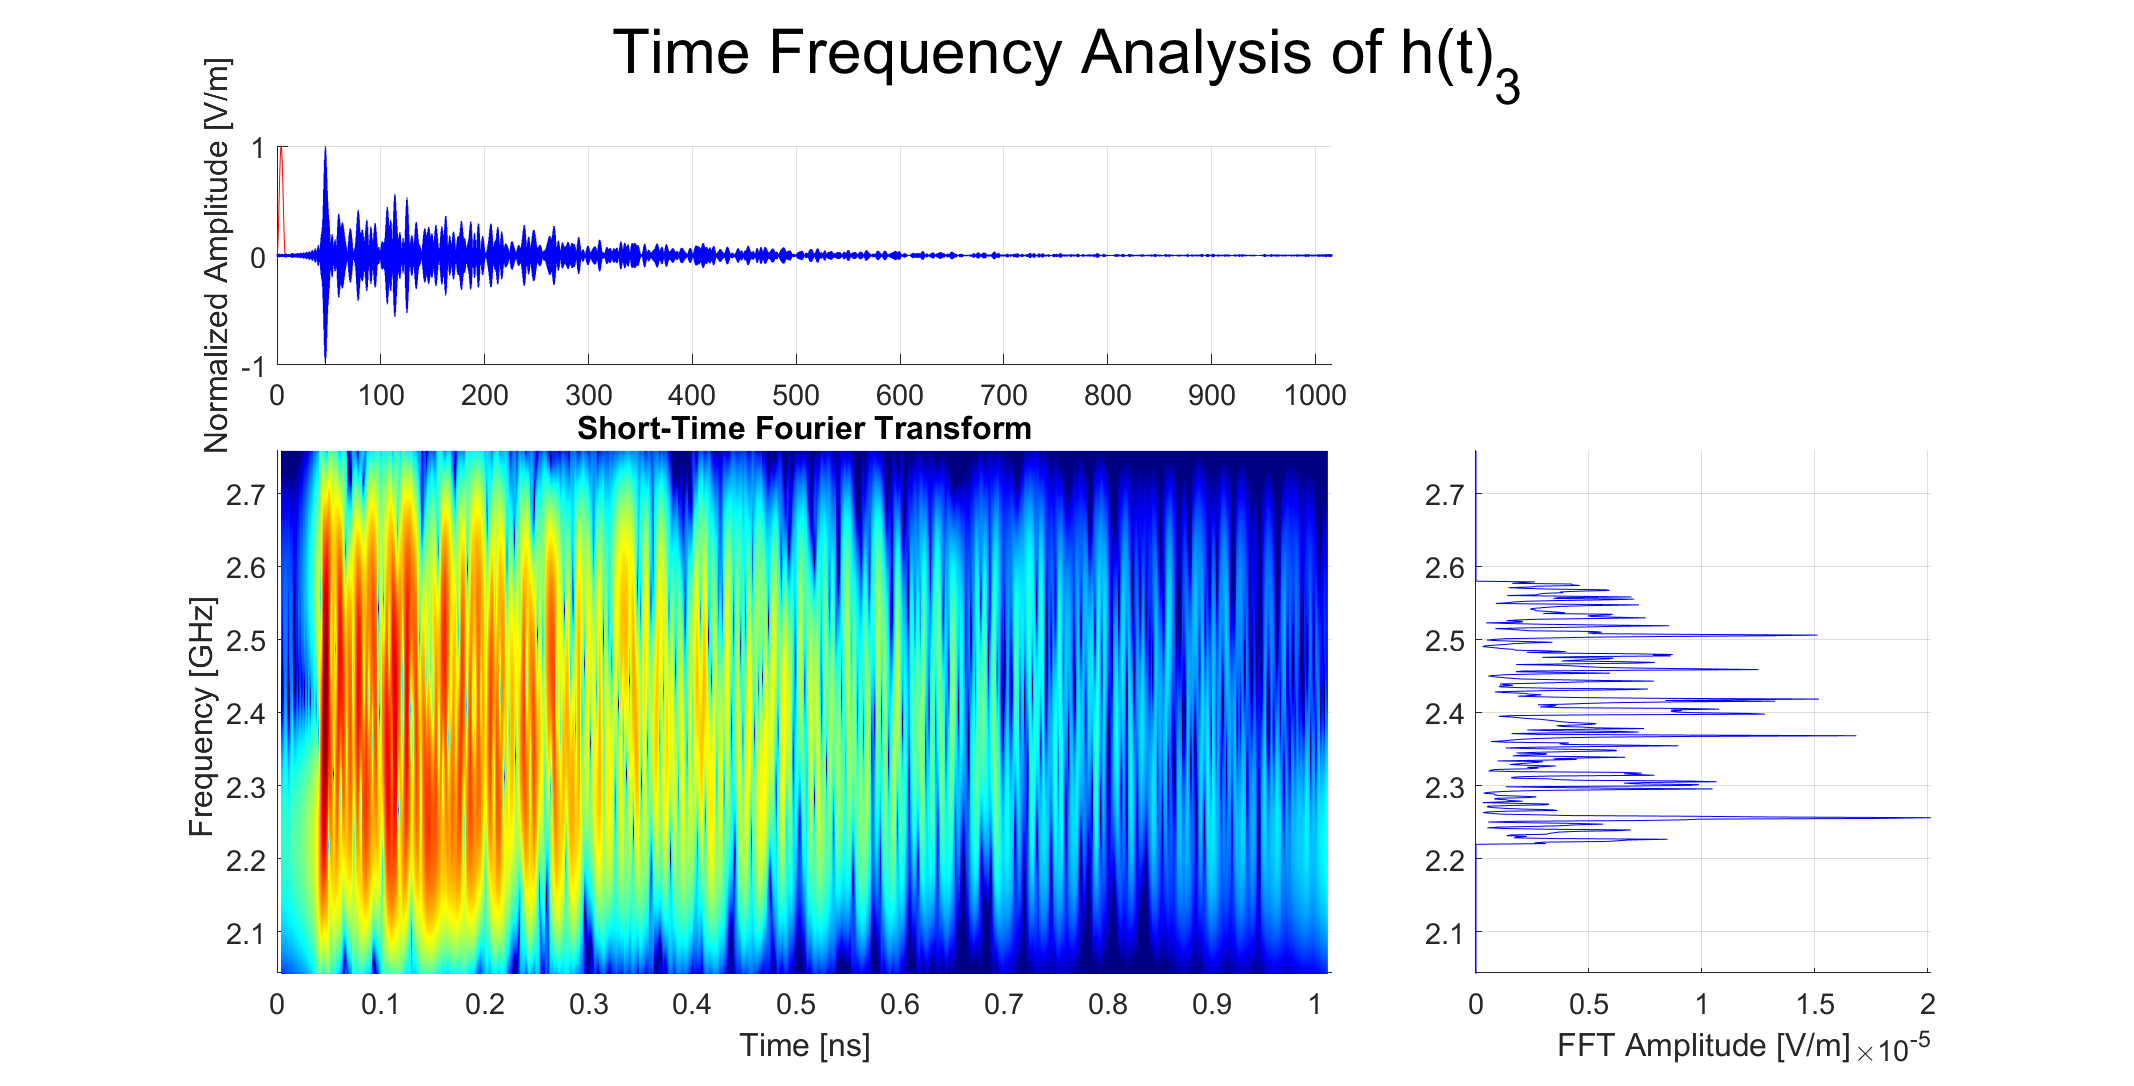 Time Frequency Analysis of h(t)3
Normalized Amplitude [V/m]
1
0
-1
0 100 200 300 400 500 600 700 800 900 1000
Short-Time Fourier Transform
Frequency [GHz]
2.7
2.6
2.5
2.4
2.3
2.2
2.1
0 0.1 0.2 0.3 0.4 0.5 0.6 0.7 0.8 0.9 1
Time [ns]
2.7
2.6
2.5
2.4
2.3
2.2
2.1
0 0.5 1 1.5 2
FFT Amplitude [V/m] ×10-5